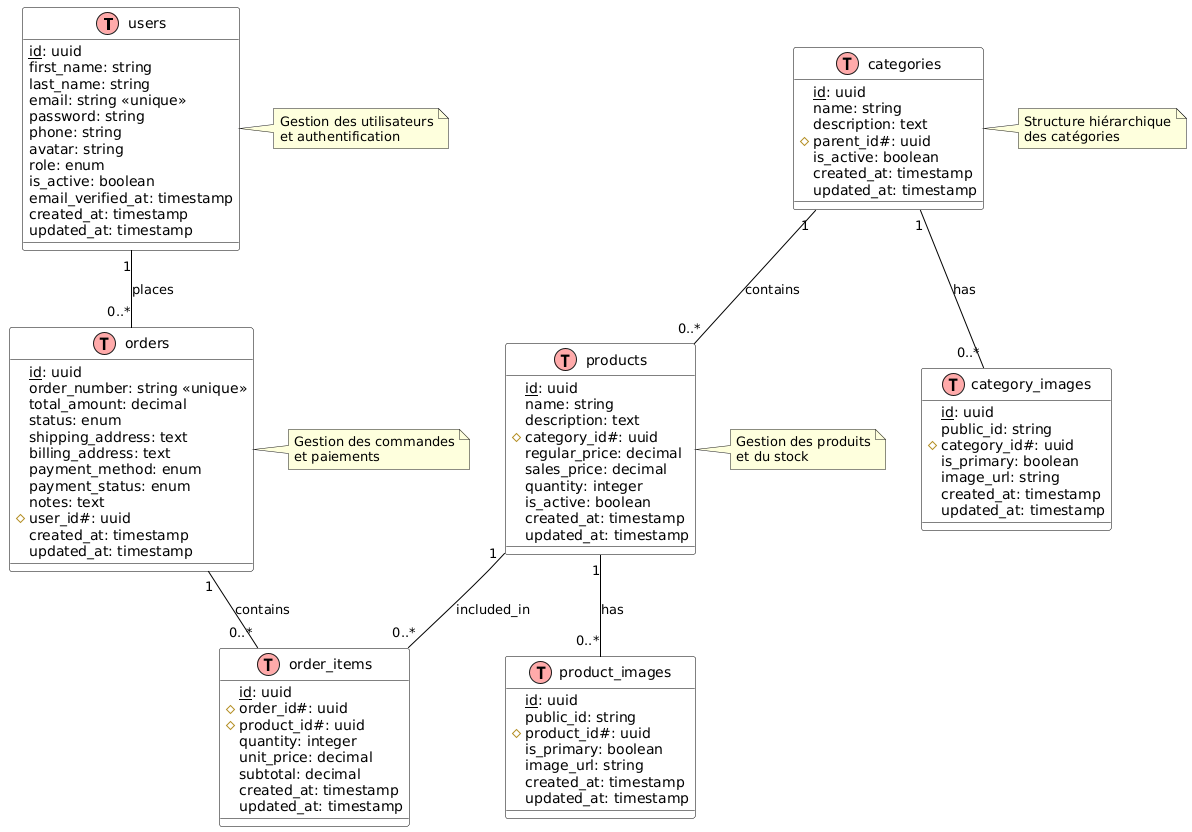 T users
id: uuid
first_name: string
last_name: string
email: string «unique»
password: string
phone: string
avatar: string
role: enum
is_active: boolean
email_verified_at: timestamp
created_at: timestamp
updated_at: timestamp
Gestion des utilisateurs
et authentification
T categories
id: uuid
name: string
description: text
parent_id#: uuid
is_active: boolean
created_at: timestamp
updated_at: timestamp
Structure hiérarchique
des catégories
1
places
0..*
1
contains
0..*
1
has
0..*
T orders
id: uuid
order_number: string «unique»
total_amount: decimal
status: enum
shipping_address: text
billing_address: text
payment_method: enum
payment_status: enum
notes: text
user_id#: uuid
created_at: timestamp
updated_at: timestamp
Gestion des commandes
et paiements
T products
id: uuid
name: string
description: text
category_id#: uuid
regular_price: decimal
sales_price: decimal
quantity: integer
is_active: boolean
created_at: timestamp
updated_at: timestamp
Gestion des produits
et du stock
T category_images
id: uuid
public_id: string
category_id#: uuid
is_primary: boolean
image_url: string
created_at: timestamp
updated_at: timestamp
1
contains
0..*
1
included_in
0..*
1
has
0..*
T order_items
id: uuid
order_id#: uuid
product_id#: uuid
quantity: integer
unit_price: decimal
subtotal: decimal
created_at: timestamp
updated_at: timestamp
T product_images
id: uuid
public_id: string
product_id#: uuid
is_primary: boolean
image_url: string
created_at: timestamp
updated_at: timestamp